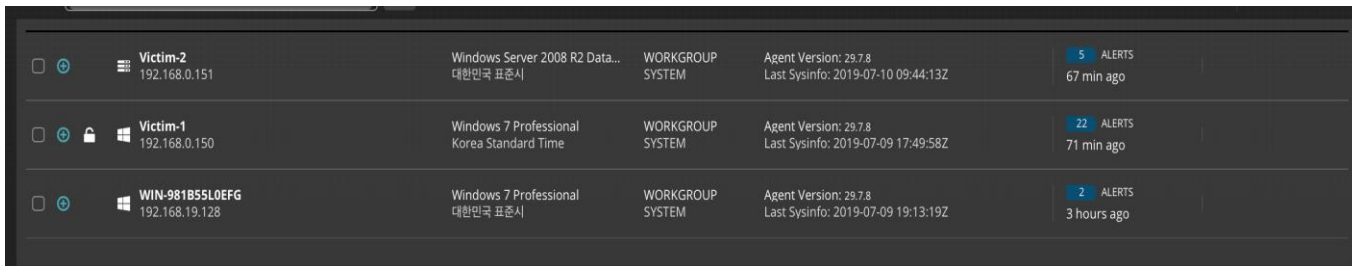 Victim-2 Windows Server 2008 R2 Data... WORKGROUP Agent Version: 29.7.8 5 ALERTS
192.168.0.151 대한민국 표준시 SYSTEM Last Sysinfo: 2019-07-10 09:44:13Z 67 min ago
Victim-1 Windows 7 Professional WORKGROUP Agent Version: 29.7.8 22 ALERTS
192.168.0.150 Korea Standard Time SYSTEM Last Sysinfo: 2019-07-09 17:49:58Z 71 min ago
WIN-981B55L0EFG Windows 7 Professional WORKGROUP Agent Version: 29.7.8 2 ALERTS
192.168.19.128 대한민국 표준시 SYSTEM Last Sysinfo: 2019-07-09 19:13:19Z 3 hours ago